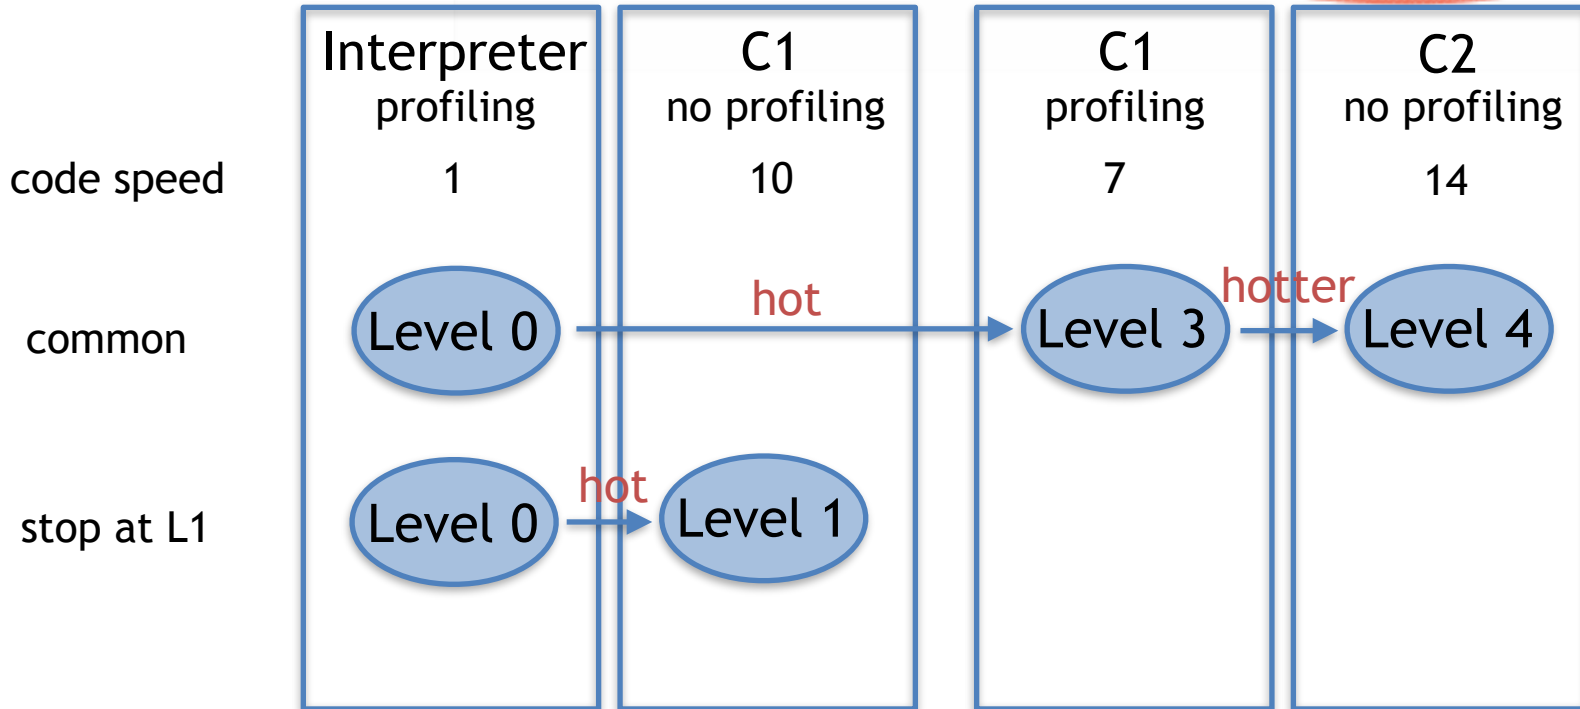 Interpreter C1 C1 C2
profiling no profiling profiling no profiling
code speed 1 10 7 14
hot hotter
common Level 0 Level 3 Level 4
hot
stop at L1 Level 0 Level 1